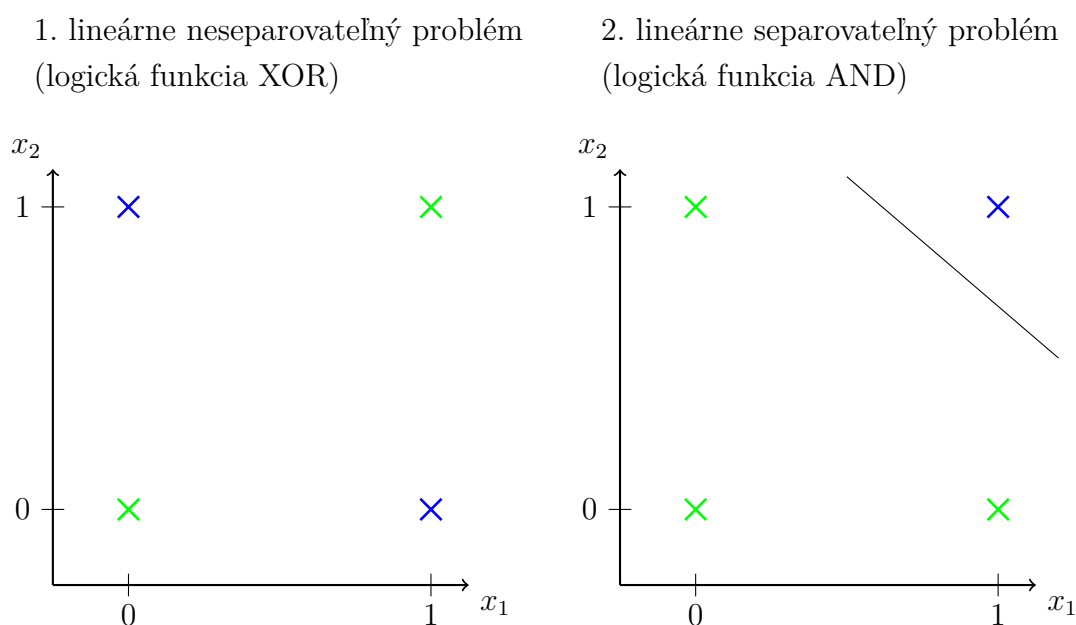 1. lineárne neseparovateľný problém
(logická funkcia XOR)
2. lineárne separovateľný problém
(logická funkcia AND)
x₂
1
0
0
1
x₁
x₂
1
0
0
1
x₁